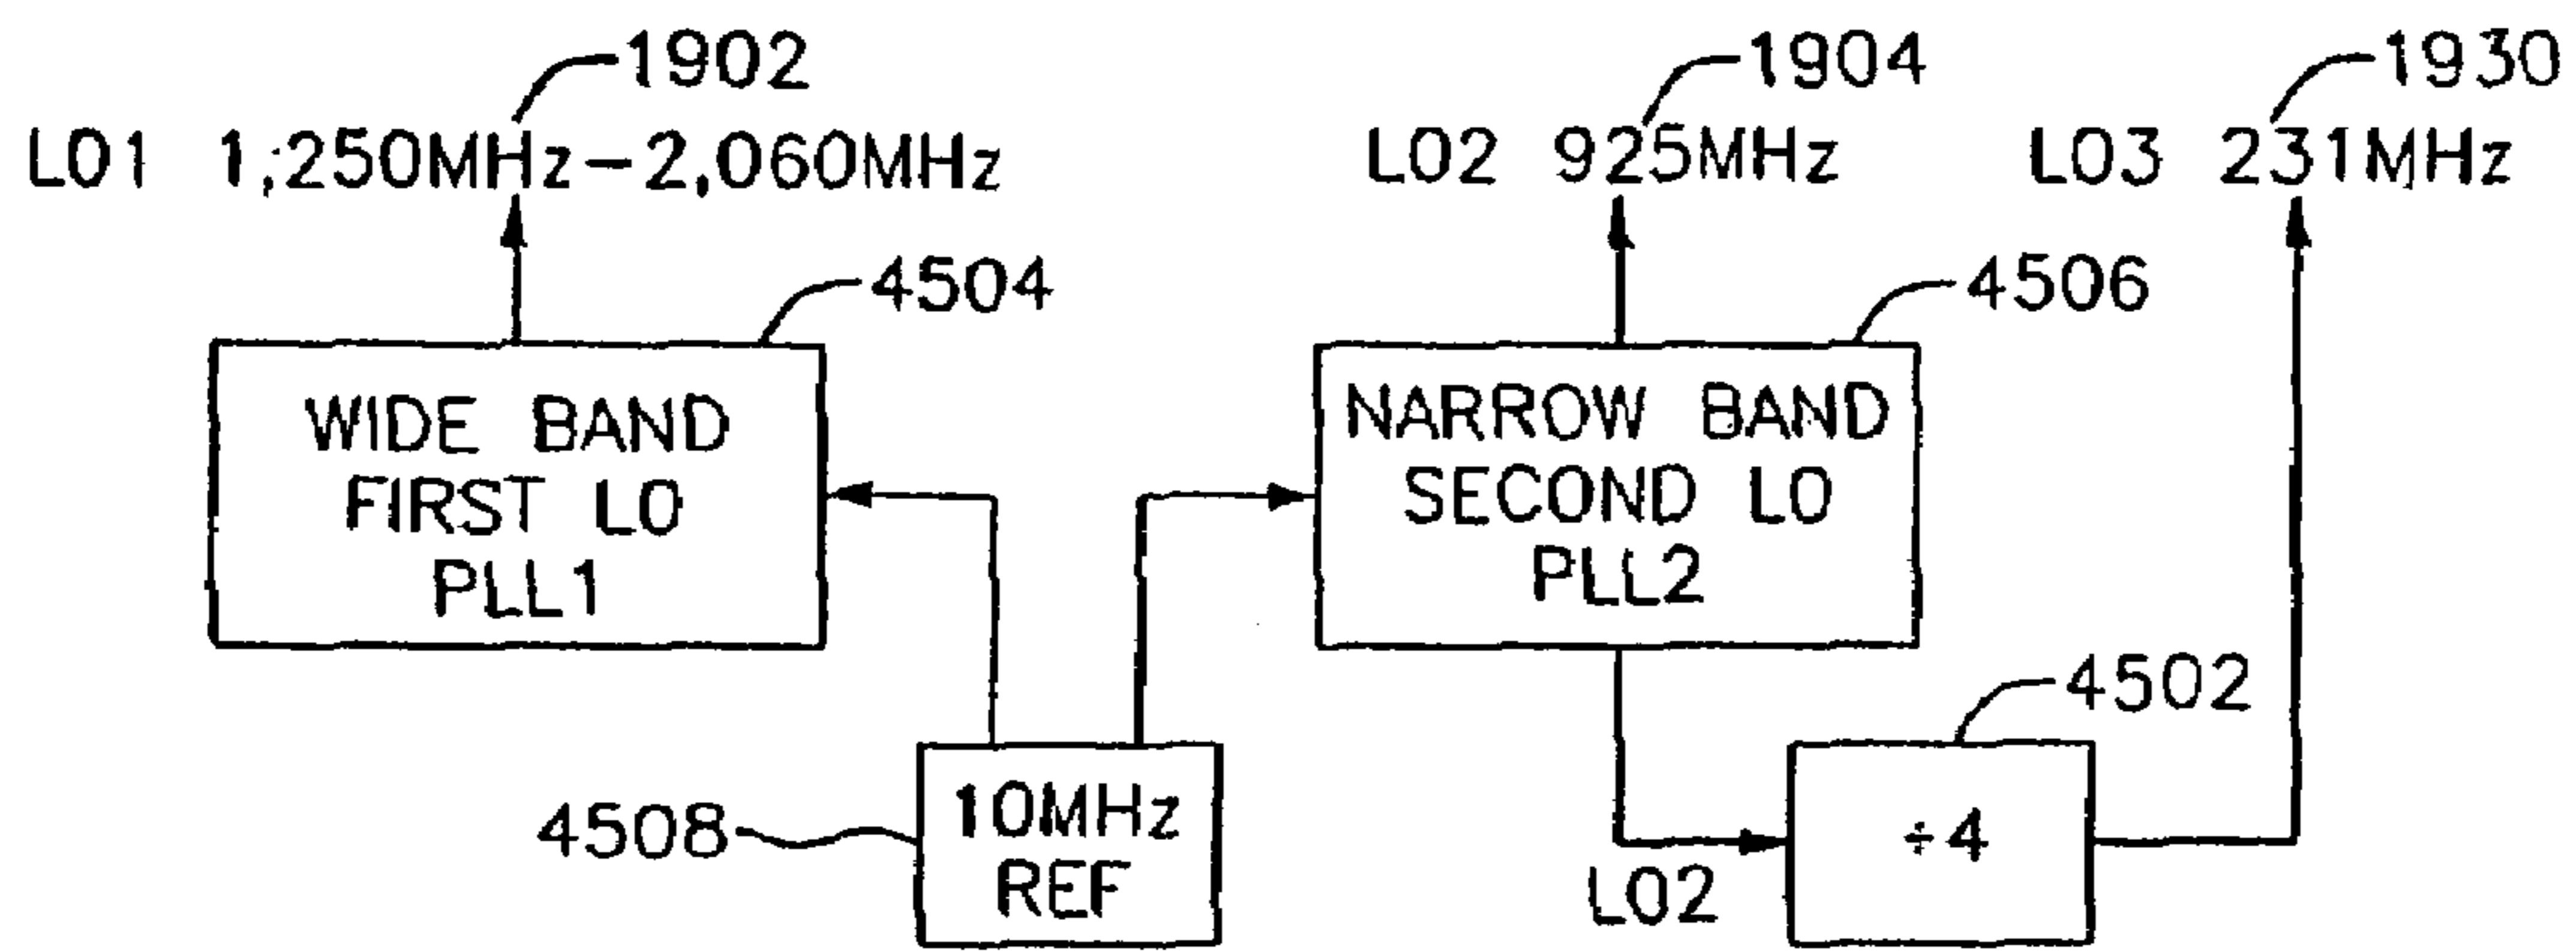 1902
1904
1930
LO1 1,250MHz-2,060MHz
LO2 925MHz
LO3 231MHz
4504
4506
WIDE BAND
FIRST LO
PLL1
NARROW BAND
SECOND LO
PLL2
4502
4508
10MHz
REF
÷4
LO2